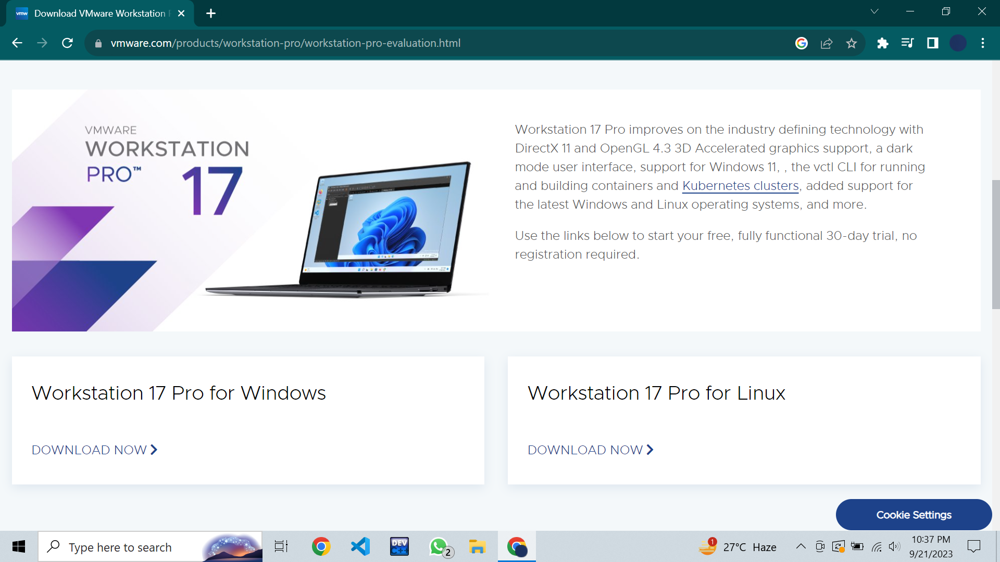 vmw Download VMware Workstation
vmware.com/products/workstation-pro/workstation-pro-evaluation.html
VMWARE
WORKSTATION
PRO™ 17
Workstation 17 Pro improves on the industry defining technology with
DirectX 11 and OpenGL 4.3 3D Accelerated graphics support, a dark
mode user interface, support for Windows 11, , the vctl CLI for running
and building containers and Kubernetes clusters, added support for
the latest Windows and Linux operating systems, and more.
Use the links below to start your free, fully functional 30-day trial, no
registration required.
Workstation 17 Pro for Windows
DOWNLOAD NOW
Workstation 17 Pro for Linux
DOWNLOAD NOW
Cookie Settings
Type here to search
DEV
C++
2
1
27°C Haze
10:37 PM
9/21/2023